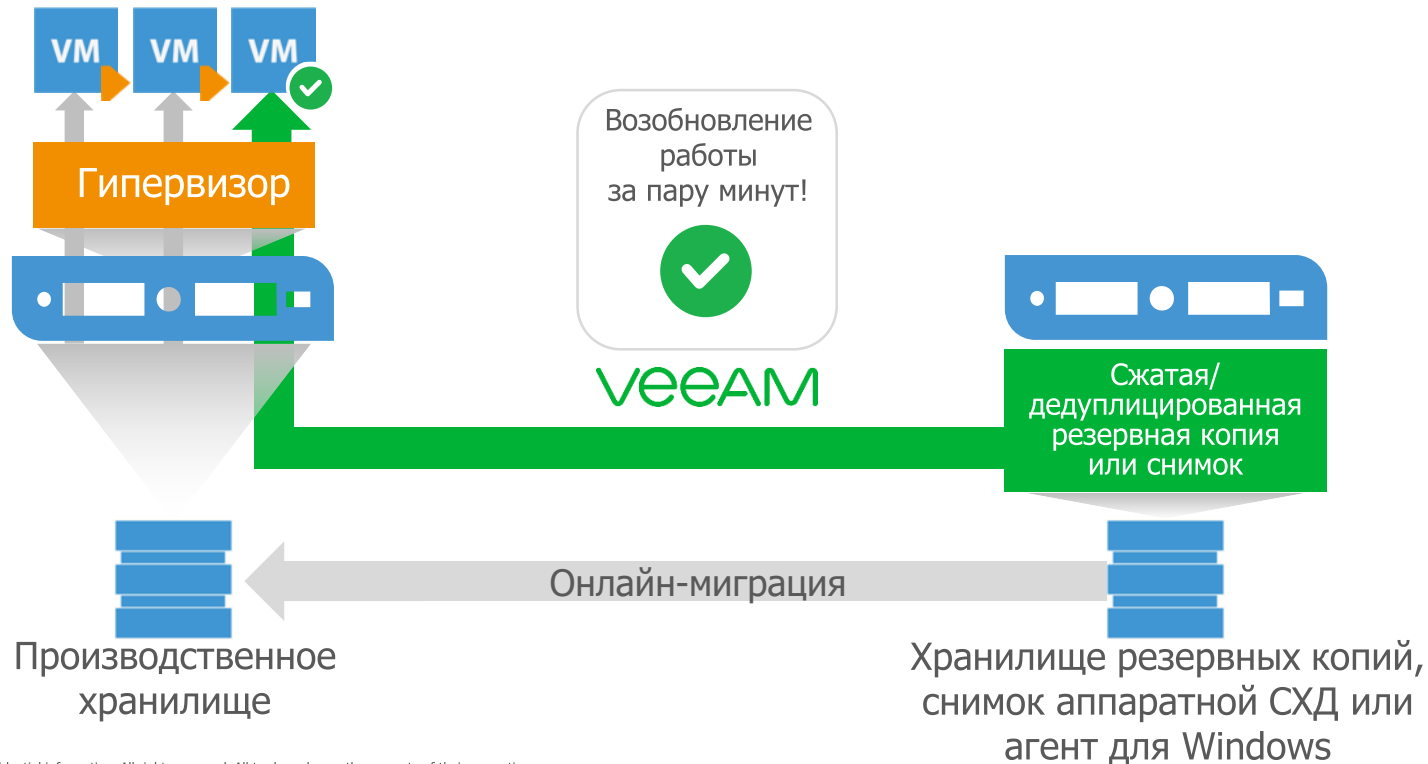 VM VM VM
Гипервизор
Возобновление
работы
за пару минут!
veeam
Сжатая/
дедуплицированная
резервная копия
или снимок
Онлайн-миграция
Производственное
хранилище
Хранилище резервных копий,
снимок аппаратной СХД или
агент для Windows